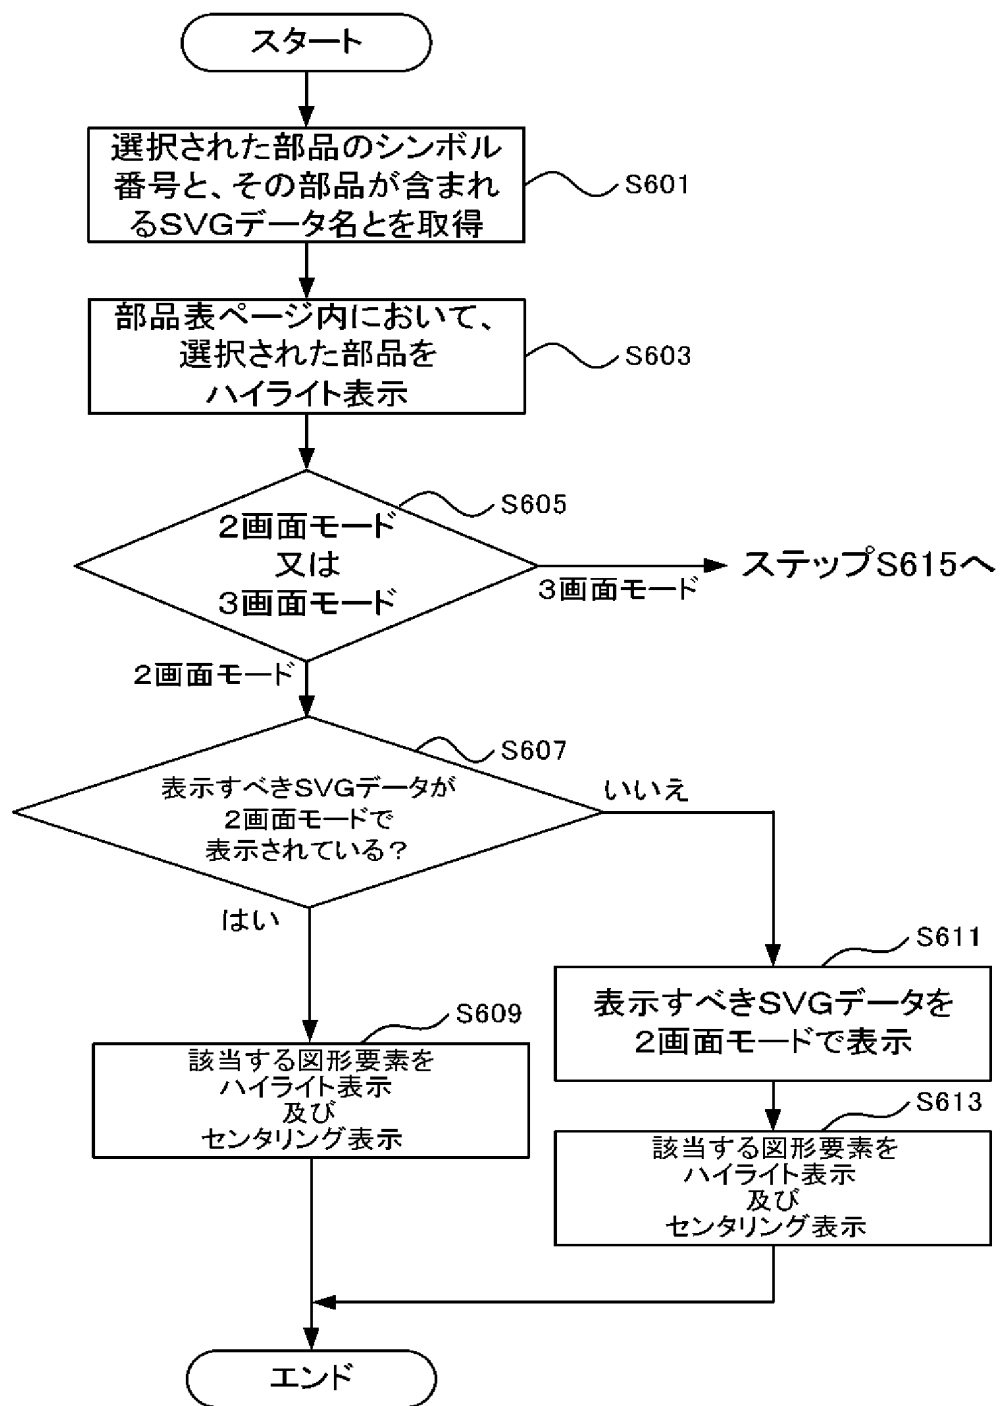 スタート
選択された部品のシンボル
番号と、その部品が含まれ
るSVGデータ名とを取得
S601
部品表ページ内において、
選択された部品を
ハイライト表示
S603
S605
2画面モード
又は
3画面モード
3画面モード
ステップS615へ
2画面モード
S607
表示すべきSVGデータが
2画面モードで
表示されている?
いいえ
はい
S611
表示すべきSVGデータを
2画面モードで表示
S609
該当する図形要素を
ハイライト表示
及び
センタリング表示
S613
該当する図形要素を
ハイライト表示
及び
センタリング表示
エンド